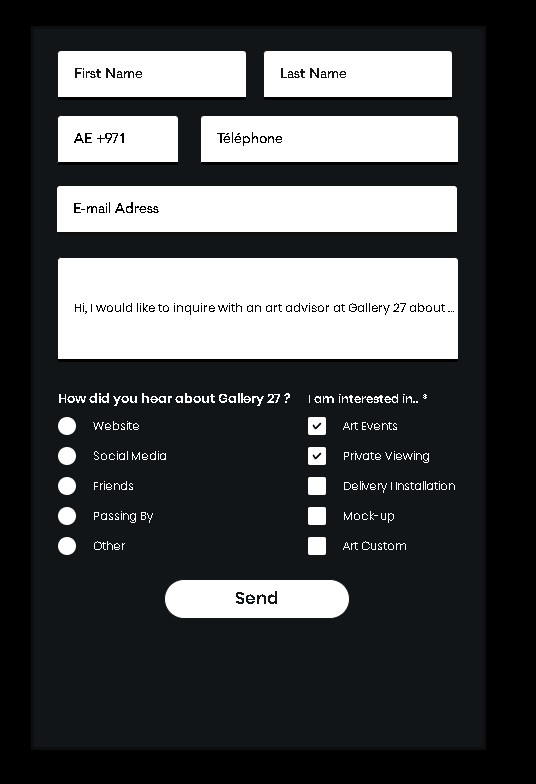 First Name
Last Name
AE +971
Téléphone
E-mail Adress
Hi, I would like to inquire with an art advisor at Gallery 27 about ...
How did you hear about Gallery 27 ?
Website
Social Media
Friends
Passing By
Other
I am interested in.. *
Art Events
Private Viewing
Delivery I Installation
Mock-up
Art Custom
Send